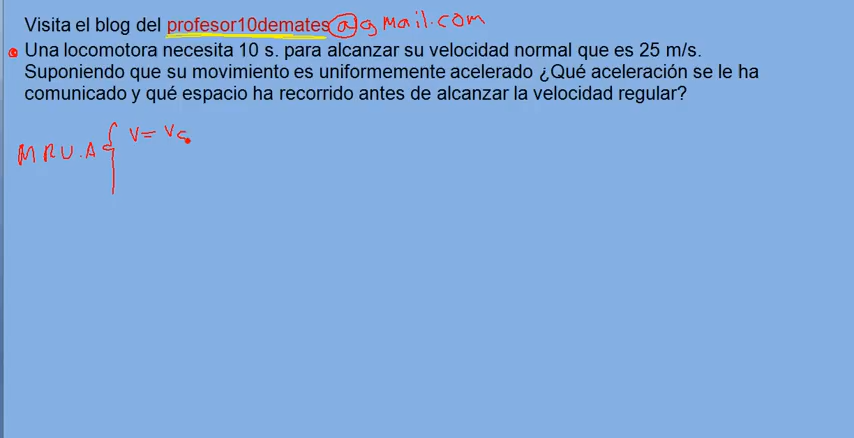 Visita el blog del profesor10demates@gmail.com
Una locomotora necesita 10 s. para alcanzar su velocidad normal que es 25 m/s.
Suponiendo que su movimiento es uniformemente acelerado ¿Qué aceleración se le ha
comunicado y qué espacio ha recorrido antes de alcanzar la velocidad regular?
M R U . A { V = V